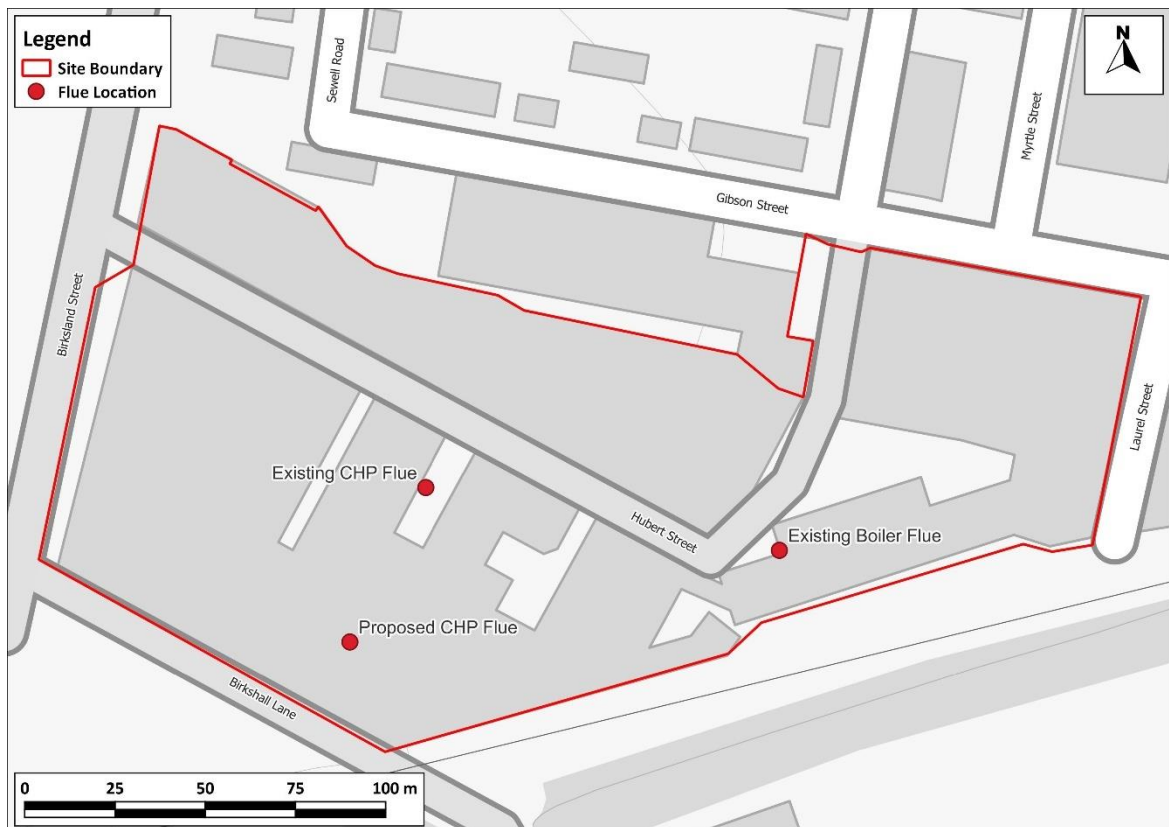 Legend
Site Boundary
Flue Location
N
Sewell Road
Myrtle Street
Gibson Street
Birksland Street
Laurel Street
Existing CHP Flue
Hubert Street
Existing Boiler Flue
Proposed CHP Flue
Birkshall Lane
0 25 50 75 100 m